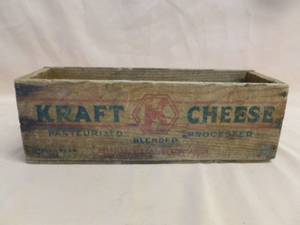 KRAFT K CHEESE
PASTEURIZED PROCESSED
BLENDED